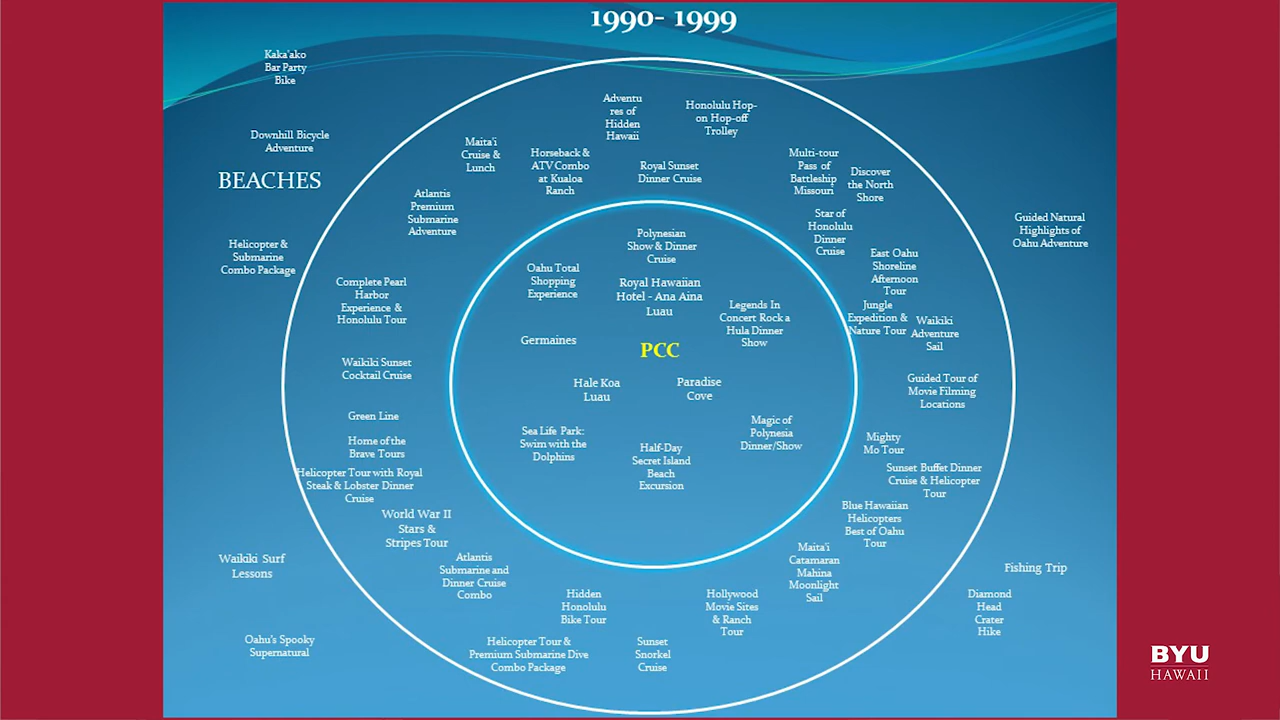 1990- 1999
Kaka'ako
Bar Party
Bike
Downhill Bicycle
Adventure
BEACHES
Helicopter &
Submarine
Combo Package
Adventu
res of
Hidden
Hawaii
Honolulu Hop-
on Hop-off
Trolley
Maita'i
Cruise &
Lunch
Horseback &
ATV Combo
at Kualoa
Ranch
Royal Sunset
Dinner Cruise
Multi-tour
Pass of
Battleship
Missouri
Discover
the North
Shore
Atlantis
Premium
Submarine
Adventure
Star of
Honolulu
Dinner
Cruise
Guided Natural
Highlights of
Oahu Adventure
Polynesian
Show & Dinner
Cruise
East Oahu
Shoreline
Afternoon
Tour
Oahu Total
Shopping
Experience
Royal Hawaiian
Hotel - Ana Aina
Luau
Complete Pearl
Harbor
Experience &
Honolulu Tour
Legends In
Concert Rock a
Hula Dinner
Show
Jungle
Expedition &
Nature Tour
Waikiki
Adventure
Sail
Germaines
PCC
Waikiki Sunset
Cocktail Cruise
Hale Koa
Luau
Paradise
Cove
Guided Tour of
Movie Filming
Locations
Green Line
Home of the
Brave Tours
Sea Life Park:
Swim with the
Dolphins
Half-Day
Secret Island
Beach
Excursion
Magic of
Polynesia
Dinner/Show
Mighty
Mo Tour
Helicopter Tour with Royal
Steak & Lobster Dinner
Cruise
Sunset Buffet Dinner
Cruise & Helicopter
Tour
World War II
Stars &
Stripes Tour
Blue Hawaiian
Helicopters
Best of Oahu
Tour
Atlantis
Submarine and
Dinner Cruise
Combo
Maita'i
Catamaran
Mahina
Moonlight
Sail
Waikiki Surf
Lessons
Fishing Trip
Hidden
Honolulu
Bike Tour
Hollywood
Movie Sites
& Ranch
Tour
Diamond
Head
Crater
Hike
Oahu's Spooky
Supernatural
Helicopter Tour &
Premium Submarine Dive
Combo Package
Sunset
Snorkel
Cruise
BYU
HAWAII